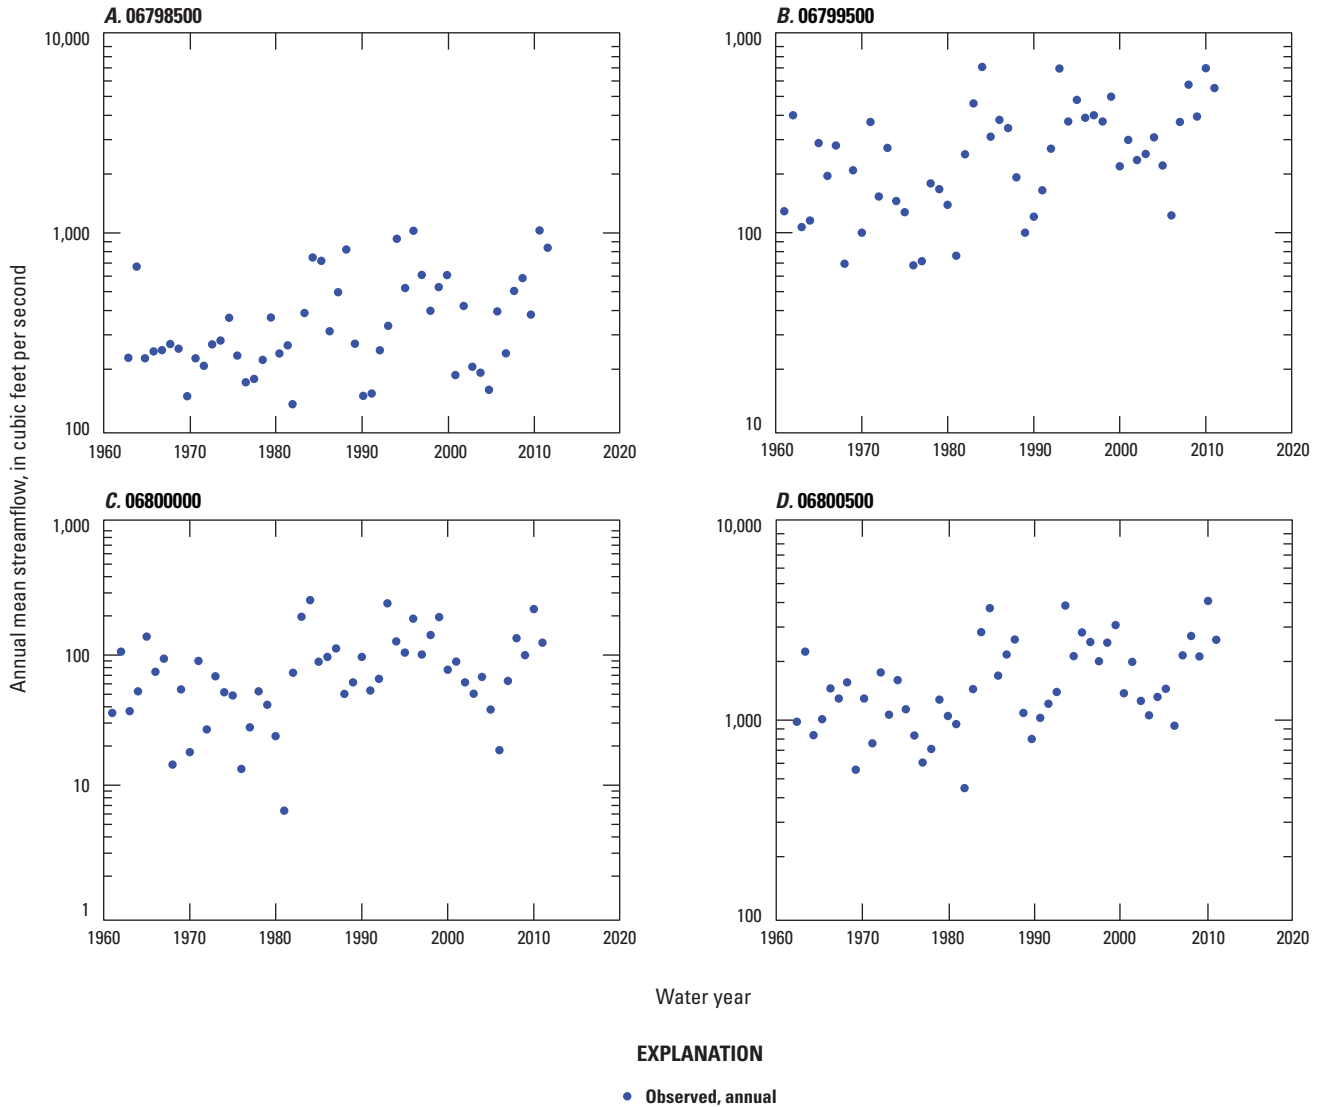 A. 06798500
10,000
1,000
100
1960 1970 1980 1990 2000 2010 2020
B. 06799500
1,000
100
10
1960 1970 1980 1990 2000 2010 2020
Annual mean streamflow, in cubic feet per second
C. 06800000
1,000
100
10
1
1960 1970 1980 1990 2000 2010 2020
D. 06800500
10,000
1,000
100
1960 1970 1980 1990 2000 2010 2020
Water year
EXPLANATION
Observed, annual